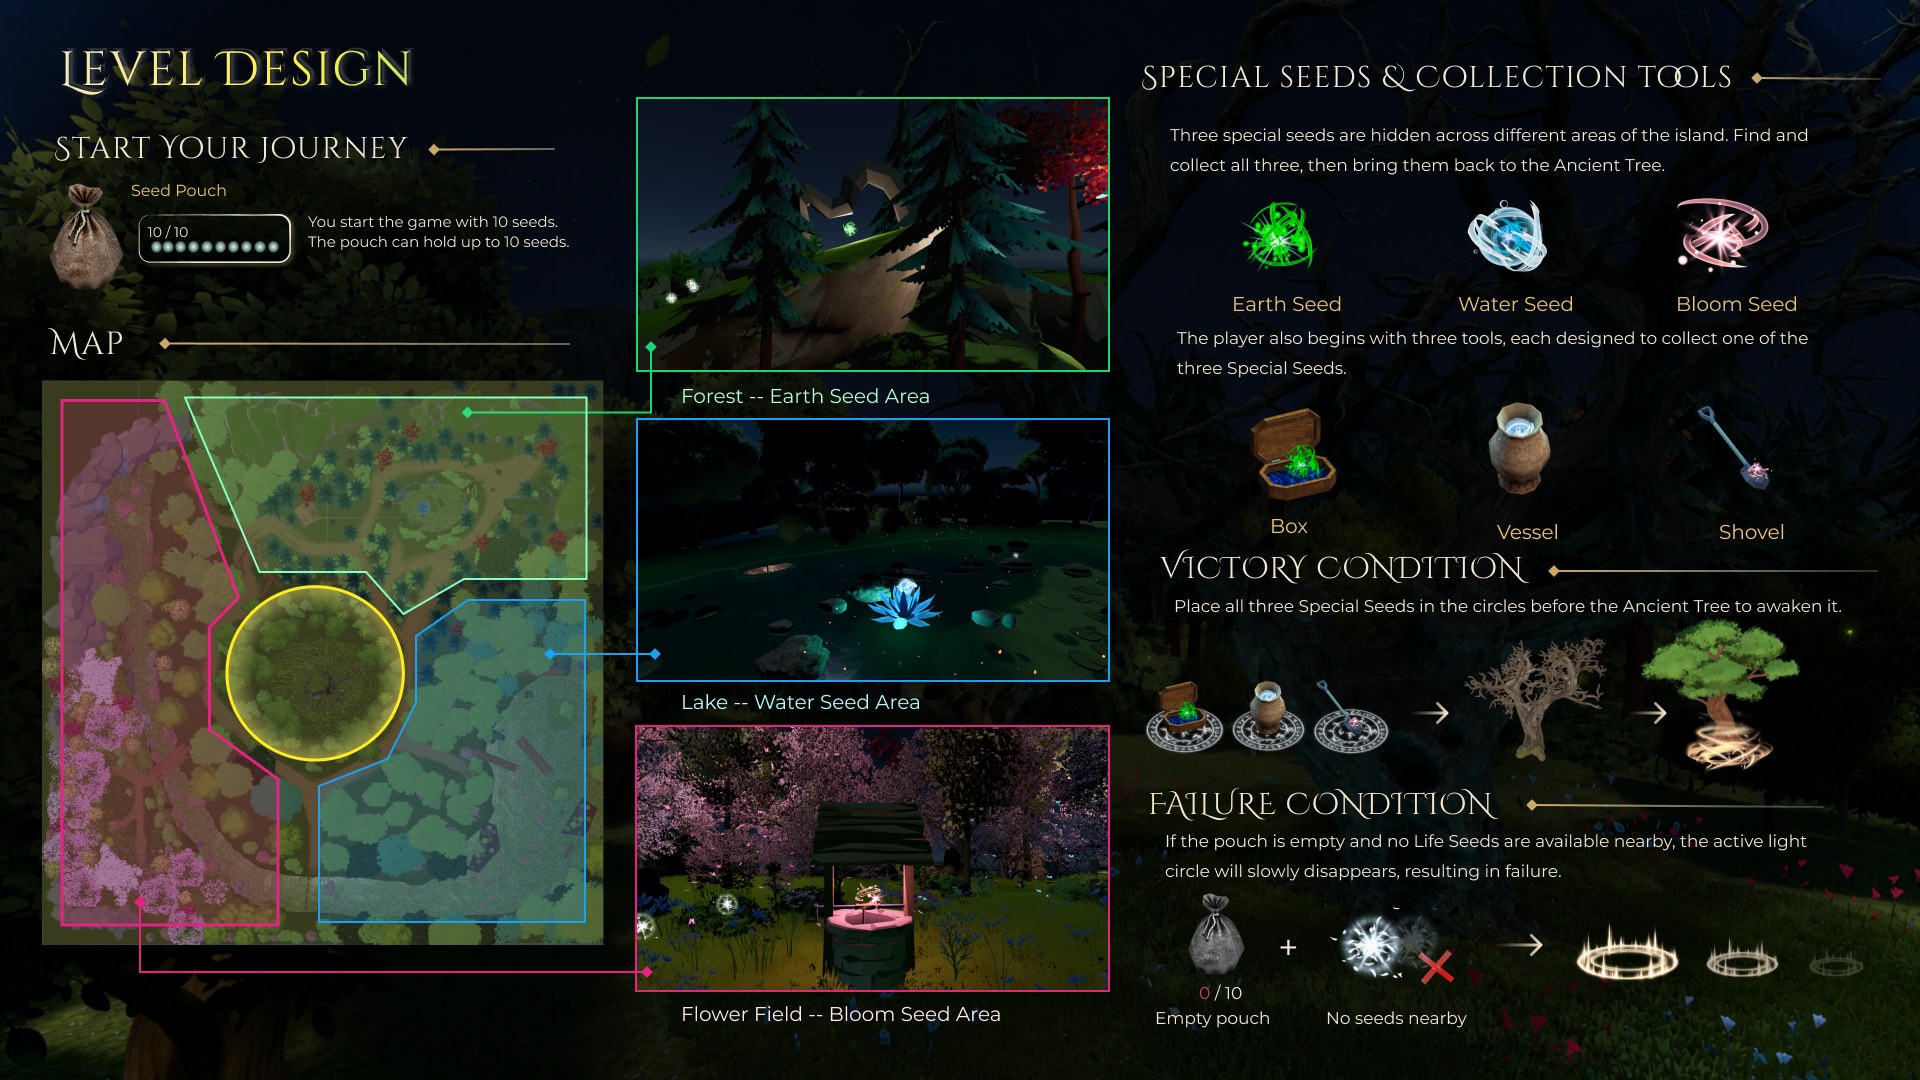 LEVEL DESIGN
START YOUR JOURNEY
Seed Pouch
10 / 10
You start the game with 10 seeds.
The pouch can hold up to 10 seeds.
MAP
Forest -- Earth Seed Area
Lake -- Water Seed Area
Flower Field -- Bloom Seed Area
SPECIAL SEEDS & COLLECTION TOOLS
Three special seeds are hidden across different areas of the island. Find and
collect all three, then bring them back to the Ancient Tree.
Earth Seed
Water Seed
Bloom Seed
The player also begins with three tools, each designed to collect one of the
three Special Seeds.
Box
Vessel
Shovel
VICTORY CONDITION
Place all three Special Seeds in the circles before the Ancient Tree to awaken it.
FAILURE CONDITION
If the pouch is empty and no Life Seeds are available nearby, the active light
circle will slowly disappears, resulting in failure.
+
0 / 10
Empty pouch
No seeds nearby